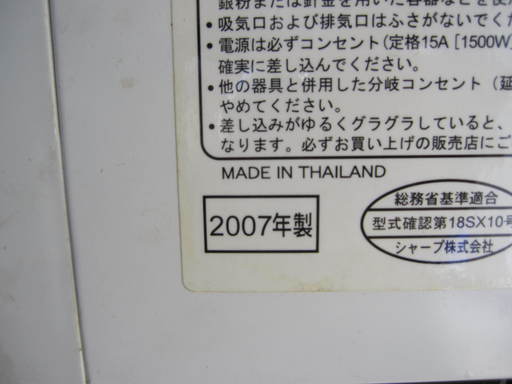 銀粉または針金を用いた容器などを使
• 吸気口および排気口はふさがないでくだ
• 電源は必ずコンセント(定格15A [1500W]
確実に差し込んでください。
• 他の器具と併用した分岐コンセント (延
やめてください。
• 差し込みがゆるくグラグラしていると、
なります。必ずお買い上げの販売店にご
MADE IN THAILAND
総務省基準適合
2007年製
型式確認第18SX10号
シャープ株式会社